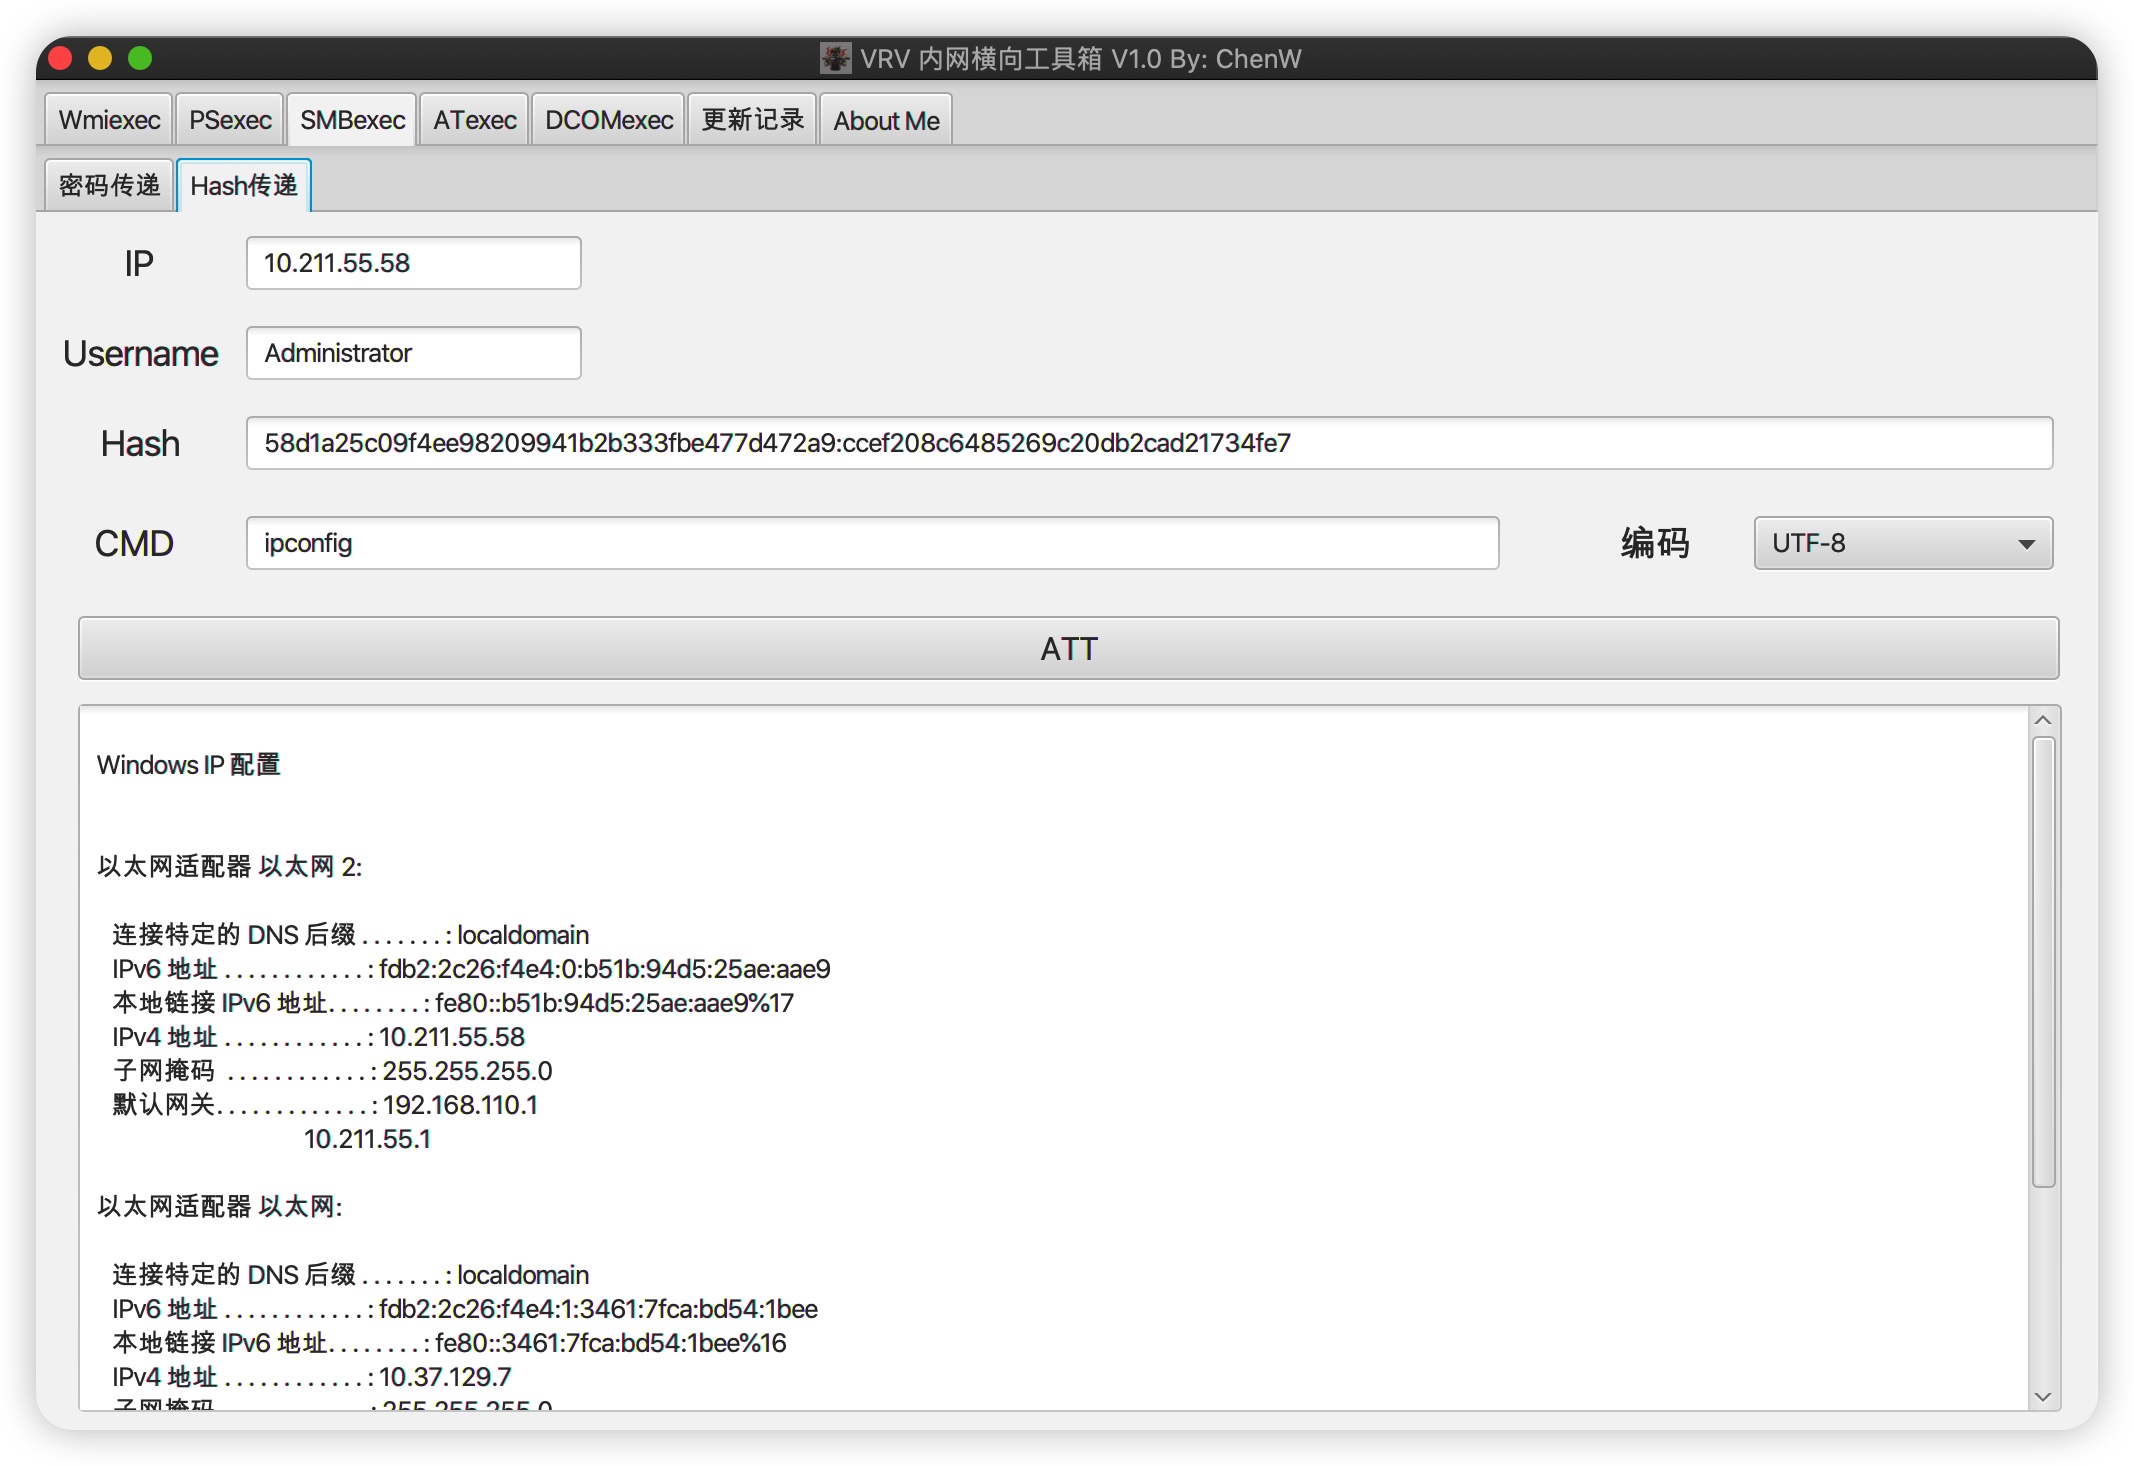 VRV 内网横向工具箱 V1.0 By: ChenW
Wmiexec PSexec SMBexec ATexec DCOMexec 更新记录 About Me
密码传递 Hash传递
IP 10.211.55.58
Username Administrator
Hash 58d1a25c09f4ee98209941b2b333fbe477d472a9:ccef208c6485269c20db2cad21734fe7
CMD ipconfig 编码 UTF-8
ATT
Windows IP 配置
以太网适配器 以太网 2:
连接特定的 DNS 后缀 . . . . . . . : localdomain
IPv6 地址 . . . . . . . . . . . . : fdb2:2c26:f4e4:0:b51b:94d5:25ae:aae9
本地链接 IPv6 地址. . . . . . . . : fe80::b51b:94d5:25ae:aae9%17
IPv4 地址 . . . . . . . . . . . . : 10.211.55.58
子网掩码 . . . . . . . . . . . . : 255.255.255.0
默认网关. . . . . . . . . . . . . : 192.168.110.1
10.211.55.1
以太网适配器 以太网:
连接特定的 DNS 后缀 . . . . . . . : localdomain
IPv6 地址 . . . . . . . . . . . . : fdb2:2c26:f4e4:1:3461:7fca:bd54:1bee
本地链接 IPv6 地址. . . . . . . . : fe80::3461:7fca:bd54:1bee%16
IPv4 地址 . . . . . . . . . . . . : 10.37.129.7
子网掩码 . . . . . . . . . . . . : 255.255.255.0